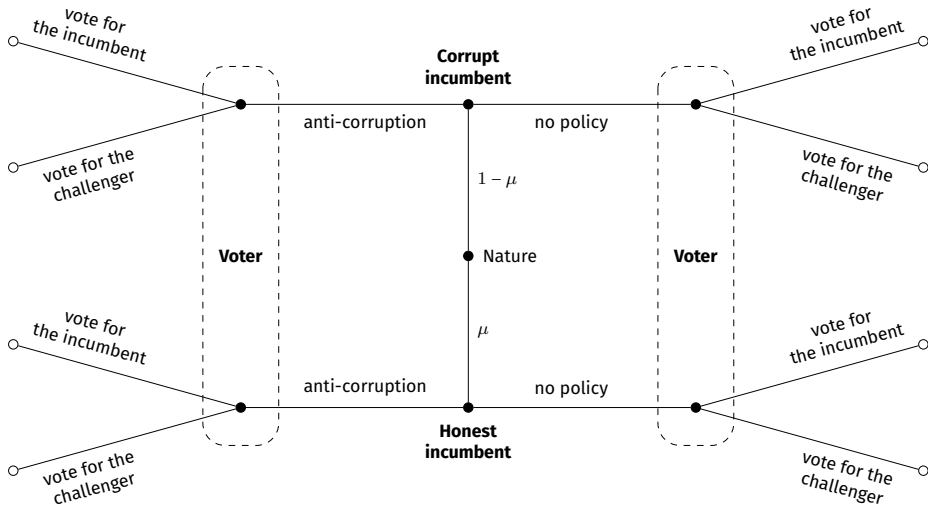 vote for
the incumbent
vote for the
challenger
Corrupt
incumbent
vote for
the incumbent
vote for the
challenger
anti-corruption
no policy
1 − μ
Voter
Nature
Voter
μ
vote for
the incumbent
vote for the
challenger
anti-corruption
no policy
Honest
incumbent
vote for
the incumbent
vote for the
challenger